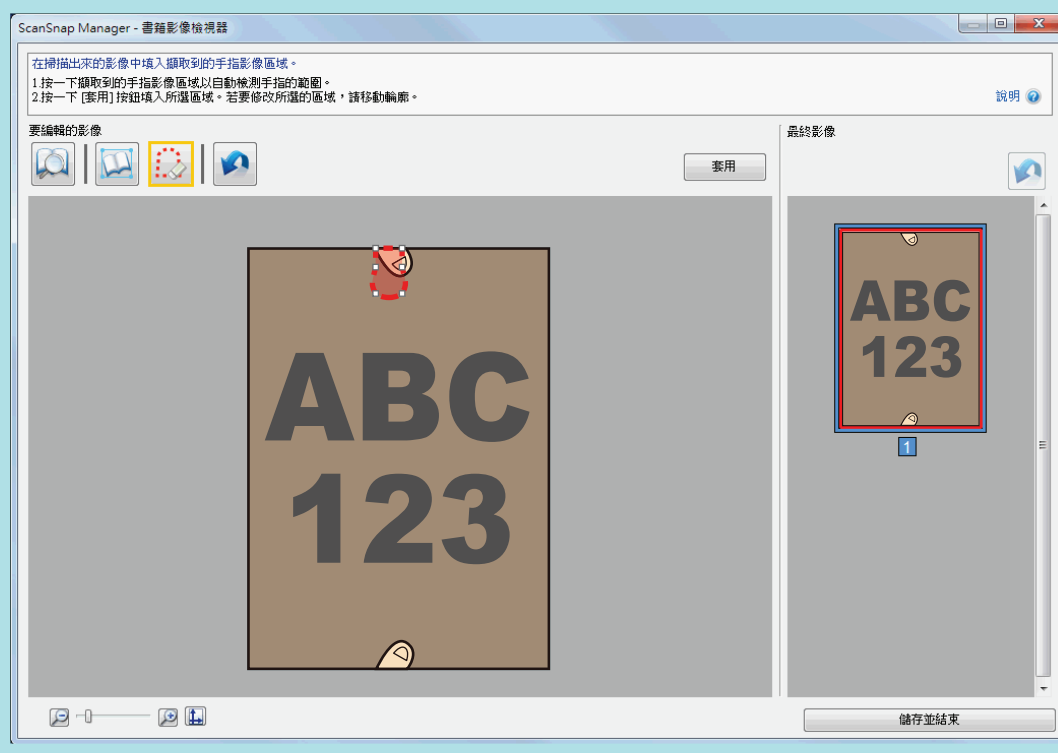 ScanSnap Manager - 書籍影像檢視器
在掃描出來的影像中填入擷取到的手指影像區域。
1.按一下擷取到的手指影像區域以自動檢測手指的範圍。
2.按一下 [套用] 按鈕填入所選區域。若要修改所選的區域，請移動輪廓。
說明
要編輯的影像
最終影像
套用
ABC
123
ABC
123
1
儲存並結束